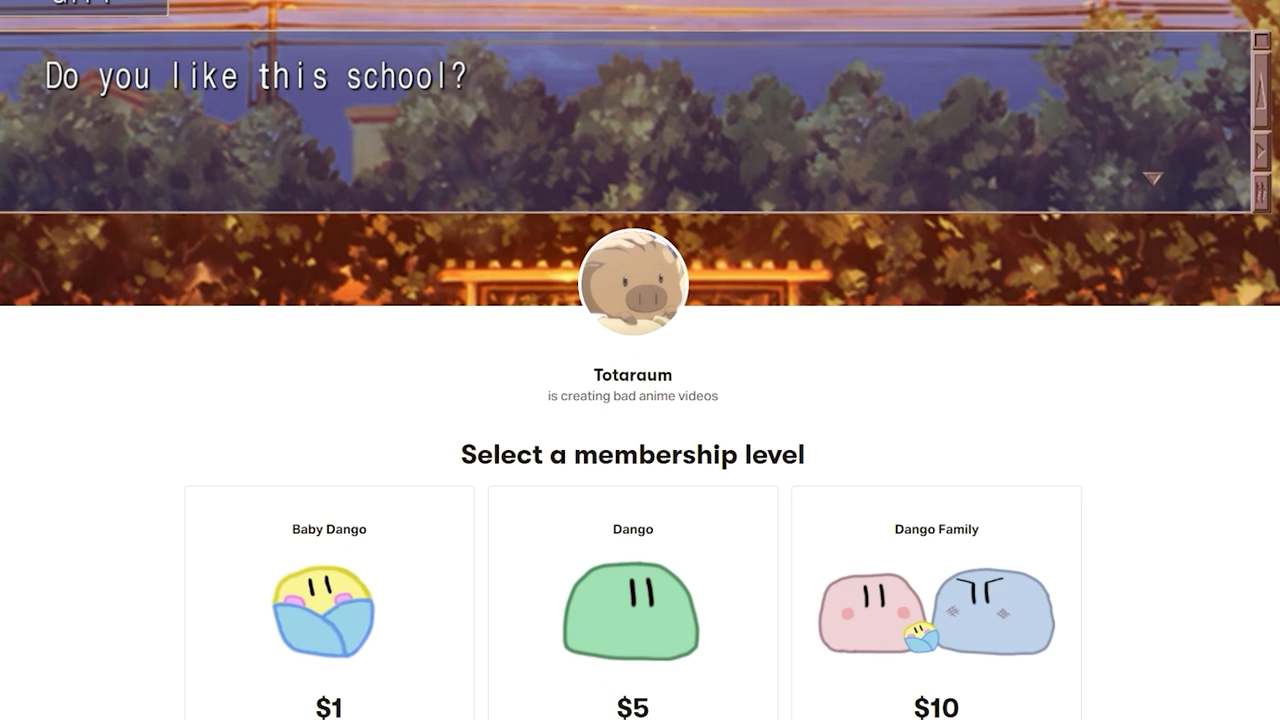 Do you like this school?
Totaraum
is creating bad anime videos
Select a membership level
Baby Dango
Dango
Dango Family
$1
$5
$10